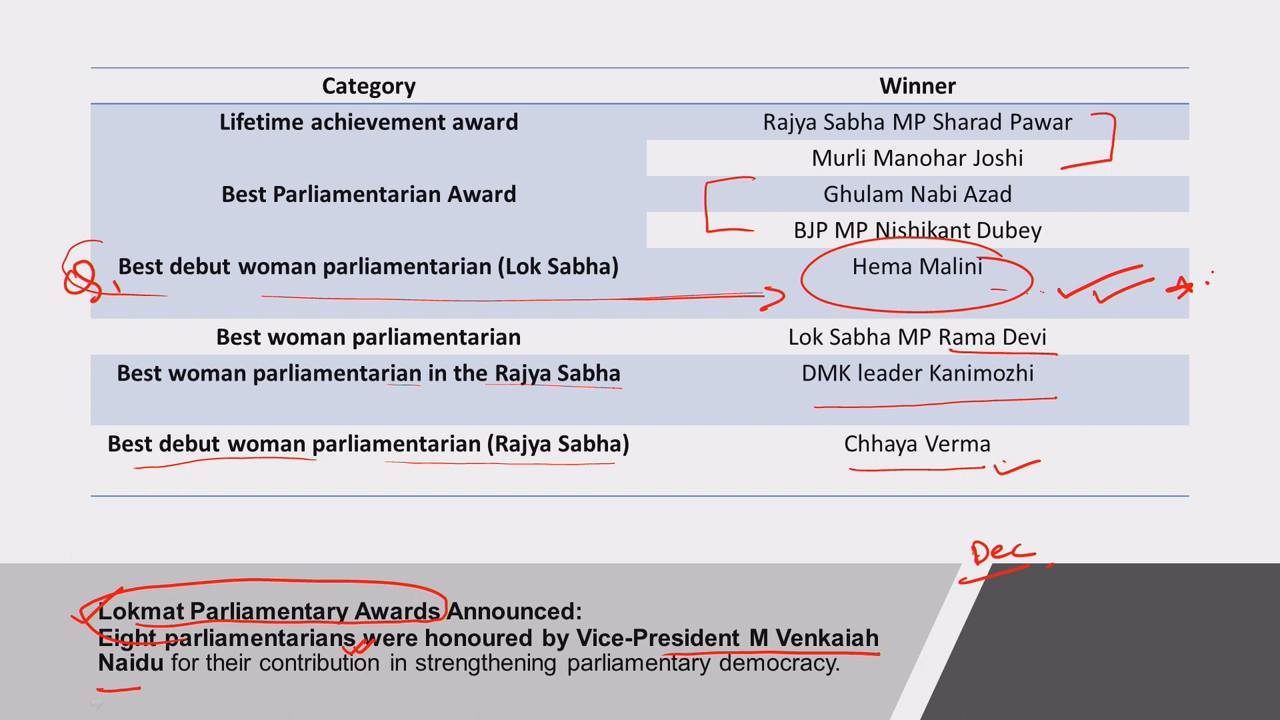 Category Winner
Lifetime achievement award Rajya Sabha MP Sharad Pawar
Murli Manohar Joshi
Best Parliamentarian Award Ghulam Nabi Azad
BJP MP Nishikant Dubey
Q. Best debut woman parliamentarian (Lok Sabha) Hema Malini
Best woman parliamentarian Lok Sabha MP Rama Devi
Best woman parliamentarian in the Rajya Sabha DMK leader Kanimozhi
Best debut woman parliamentarian (Rajya Sabha) Chhaya Verma
Dec
Lokmat Parliamentary Awards Announced:
Eight parliamentarians were honoured by Vice-President M Venkaiah
Naidu for their contribution in strengthening parliamentary democracy.